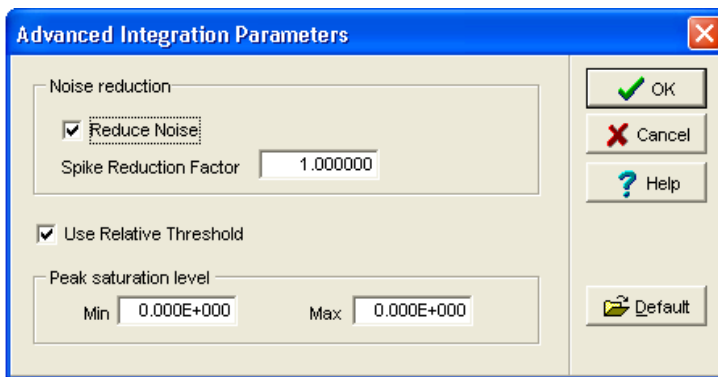 Advanced Integration Parameters
Noise reduction
Reduce Noise
Spike Reduction Factor 1.000000
Use Relative Threshold
Peak saturation level
Min 0.000E+000 Max 0.000E+000
OK
Cancel
? Help
Default